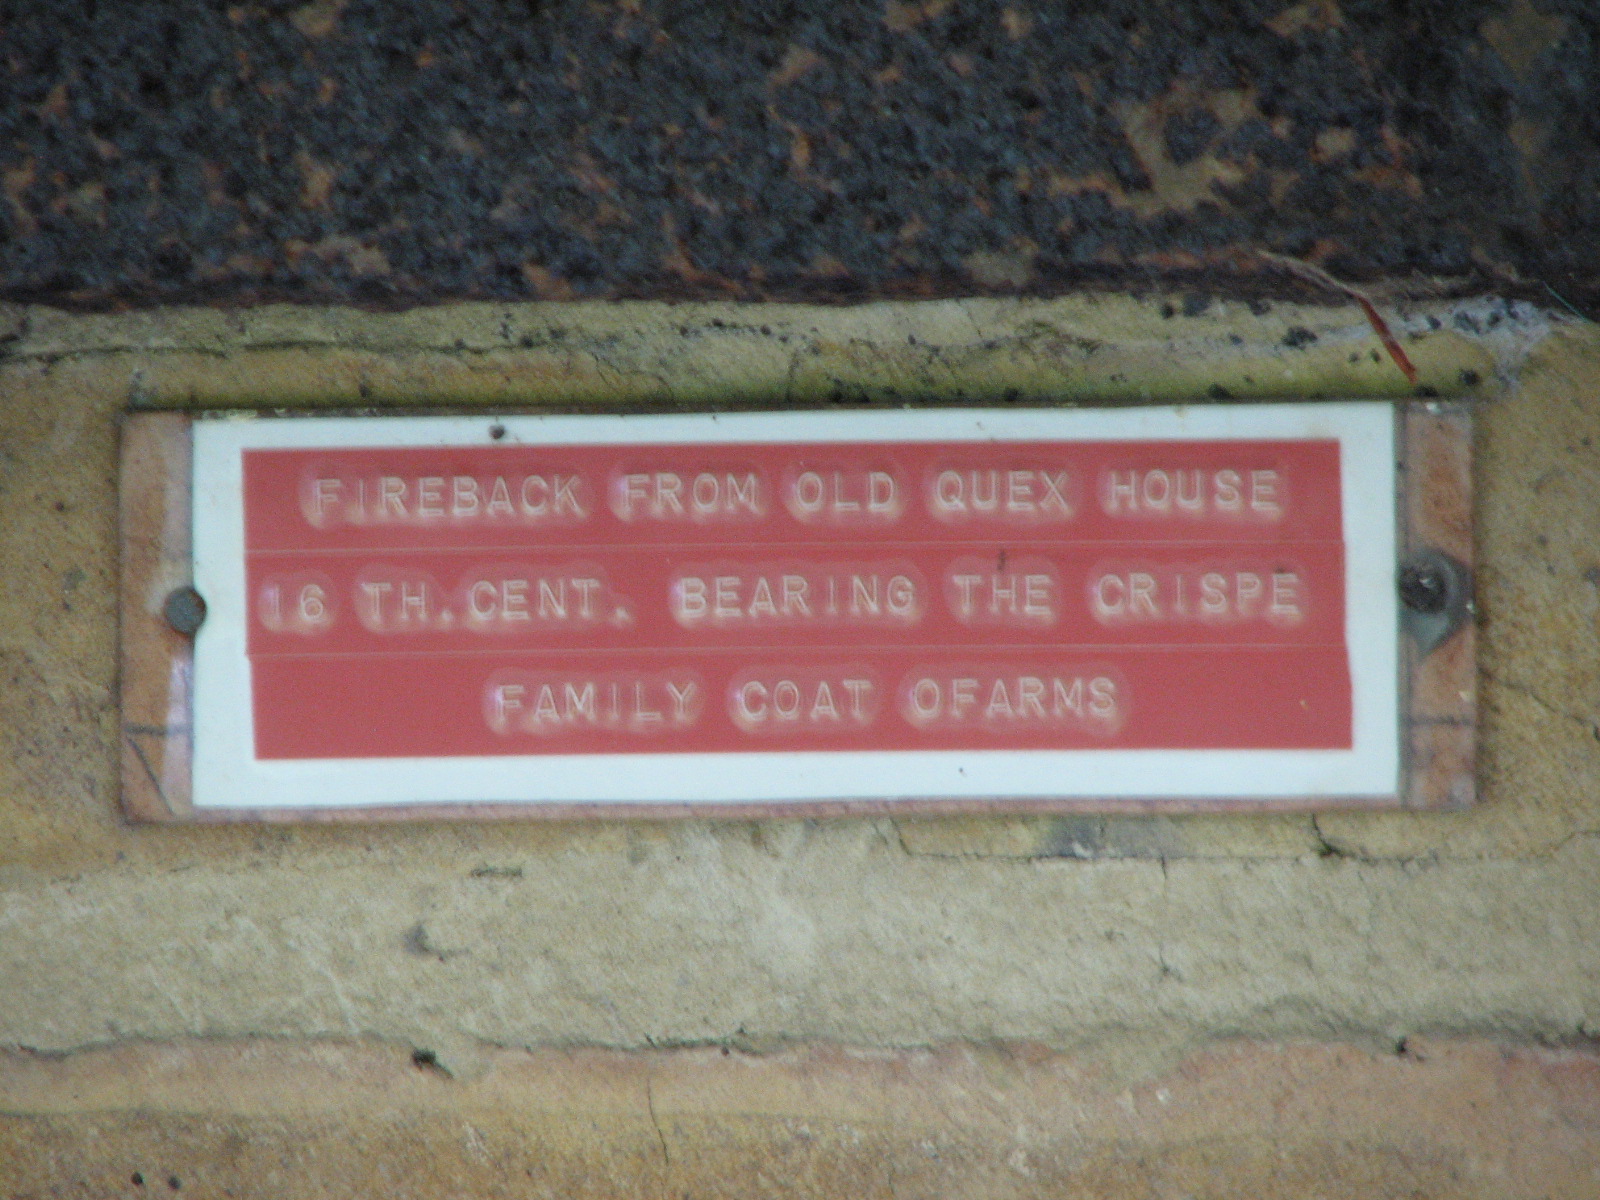 FIREBACK FROM OLD QUEX HOUSE
16 TH.CENT. BEARING THE CRISPE
FAMILY COAT OFARMS